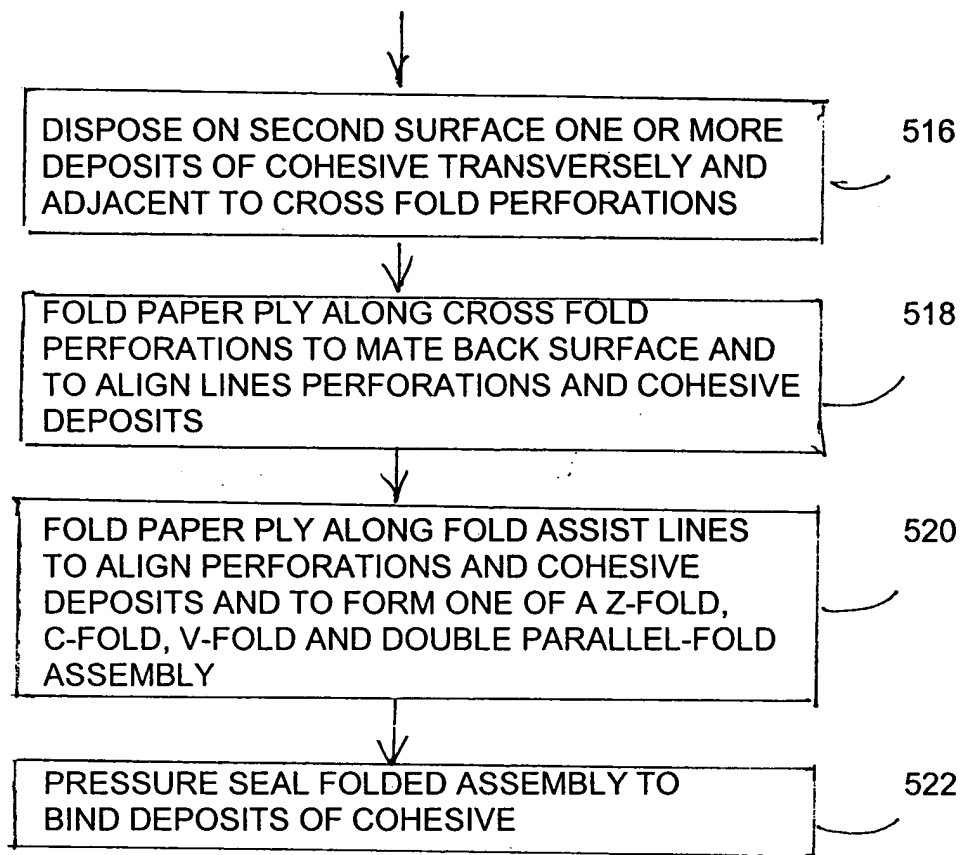 DISPOSE ON SECOND SURFACE ONE OR MORE
DEPOSITS OF COHESIVE TRANSVERSELY AND
ADJACENT TO CROSS FOLD PERFORATIONS
516
FOLD PAPER PLY ALONG CROSS FOLD
PERFORATIONS TO MATE BACK SURFACE AND
TO ALIGN LINES PERFORATIONS AND COHESIVE
DEPOSITS
518
FOLD PAPER PLY ALONG FOLD ASSIST LINES
TO ALIGN PERFORATIONS AND COHESIVE
DEPOSITS AND TO FORM ONE OF A Z-FOLD,
C-FOLD, V-FOLD AND DOUBLE PARALLEL-FOLD
ASSEMBLY
520
PRESSURE SEAL FOLDED ASSEMBLY TO
BIND DEPOSITS OF COHESIVE
522